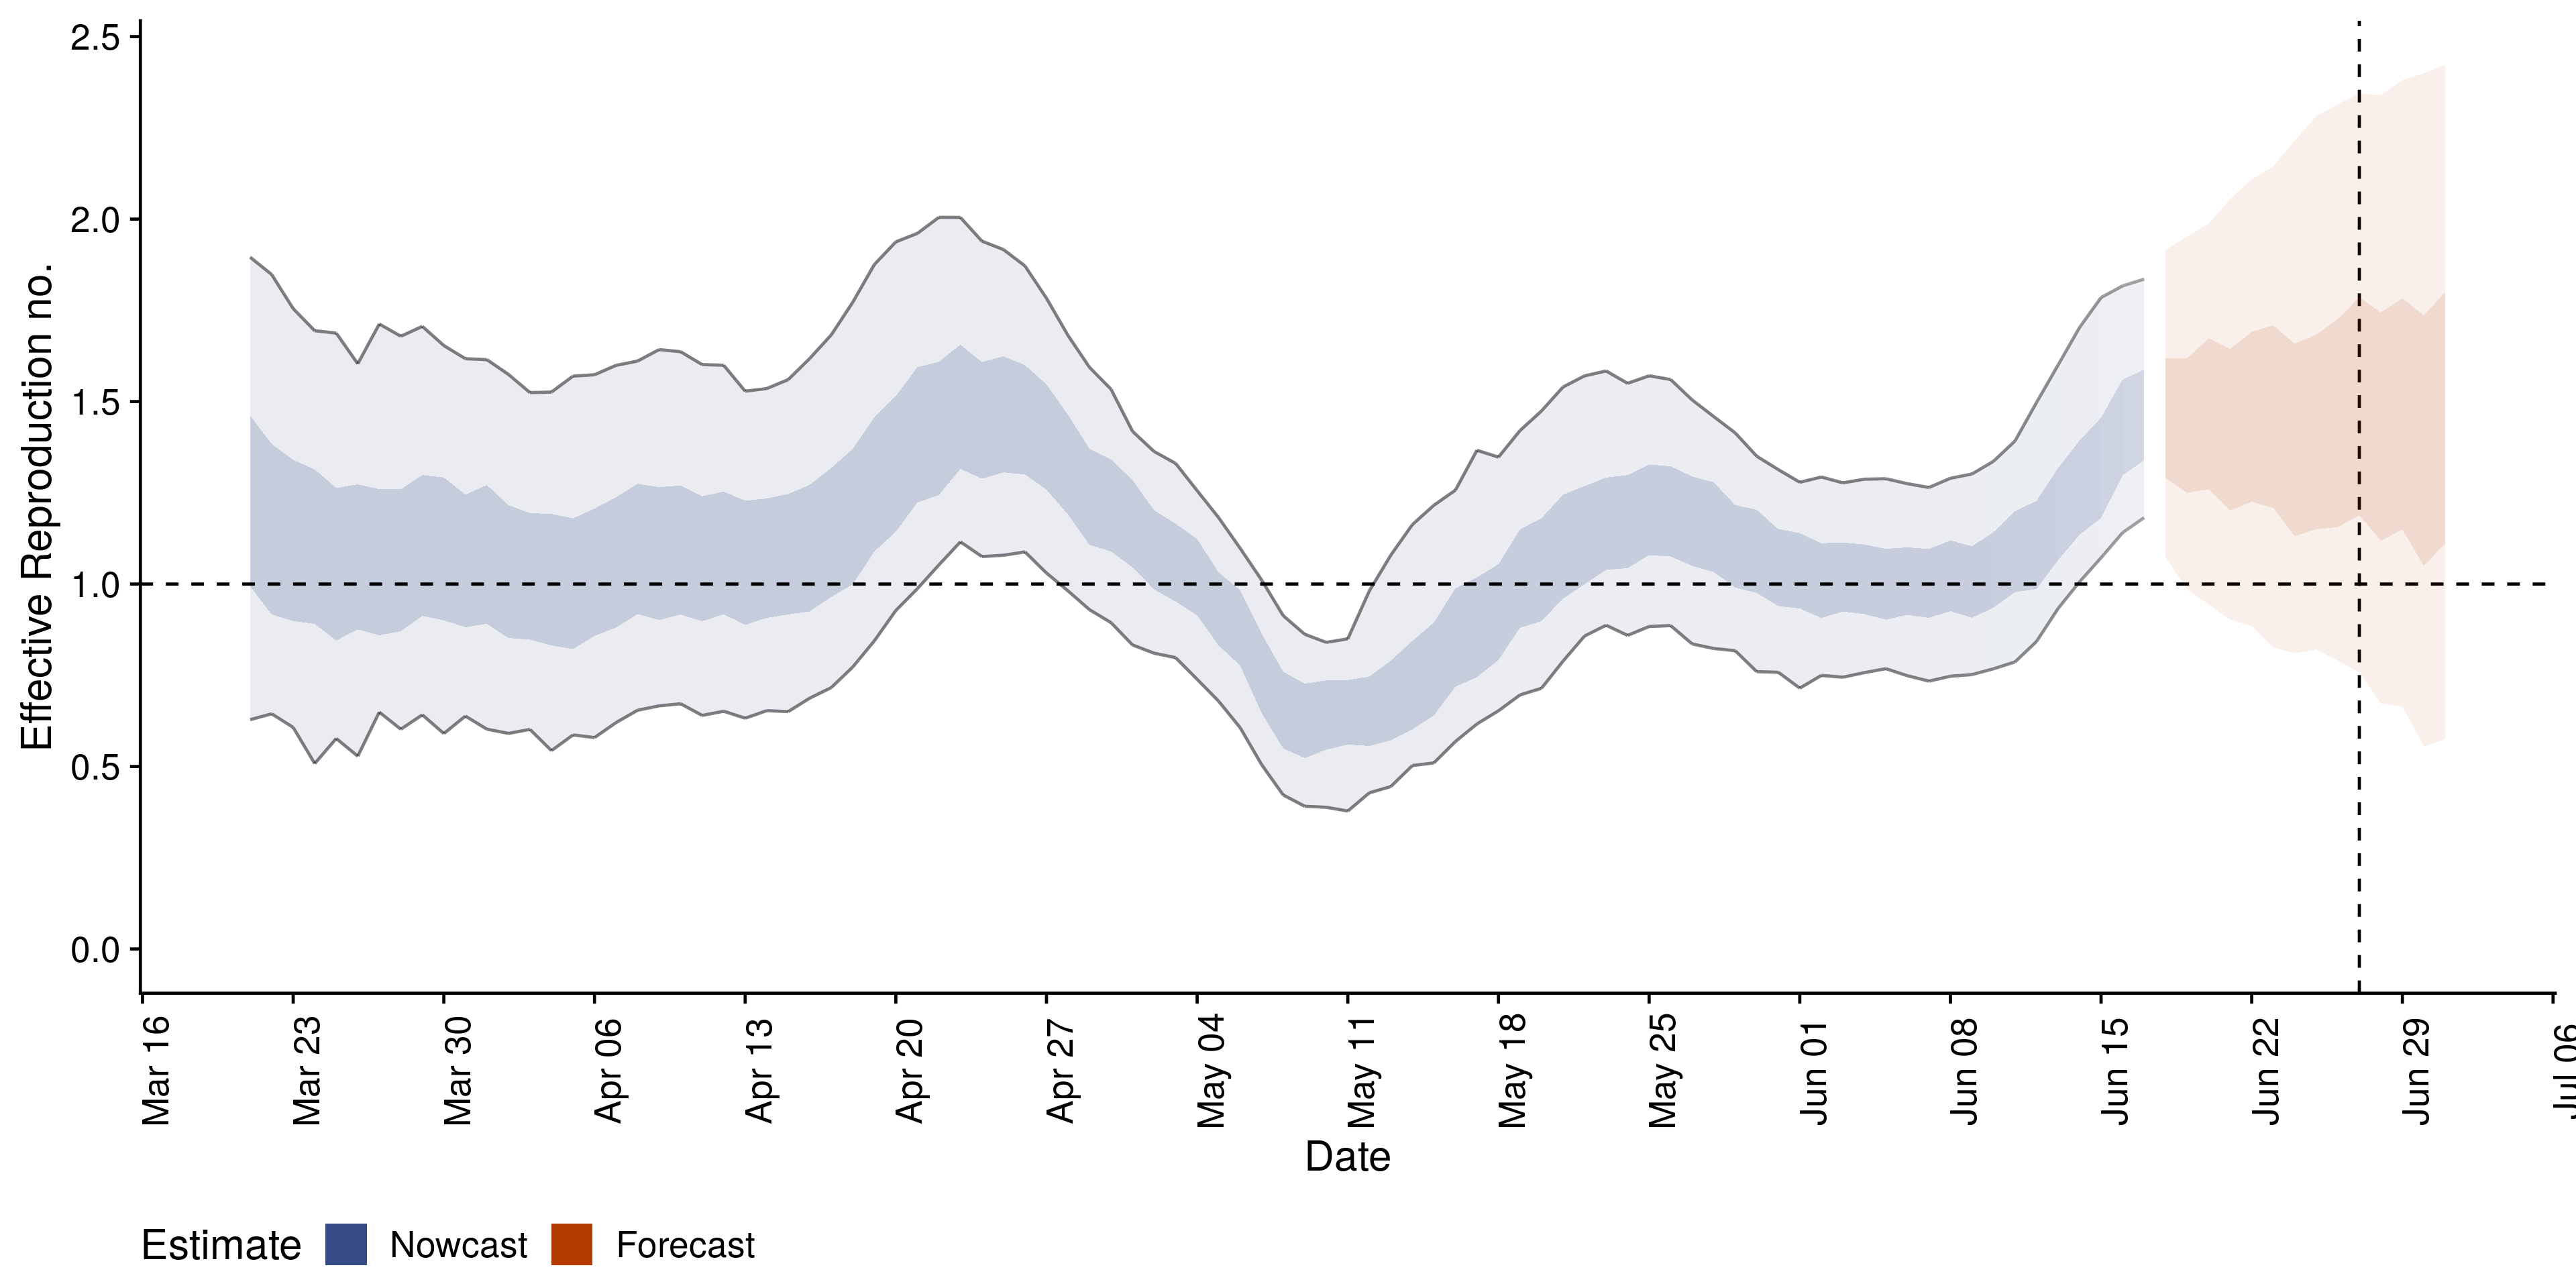 Effective Reproduction no.
2.5
2.0
1.5
1.0
0.5
0.0
Mar 16
Mar 23
Mar 30
Apr 06
Apr 13
Apr 20
Apr 27
May 04
May 11
May 18
May 25
Jun 01
Jun 08
Jun 15
Jun 22
Jun 29
Jul 06
Date
Estimate Nowcast Forecast